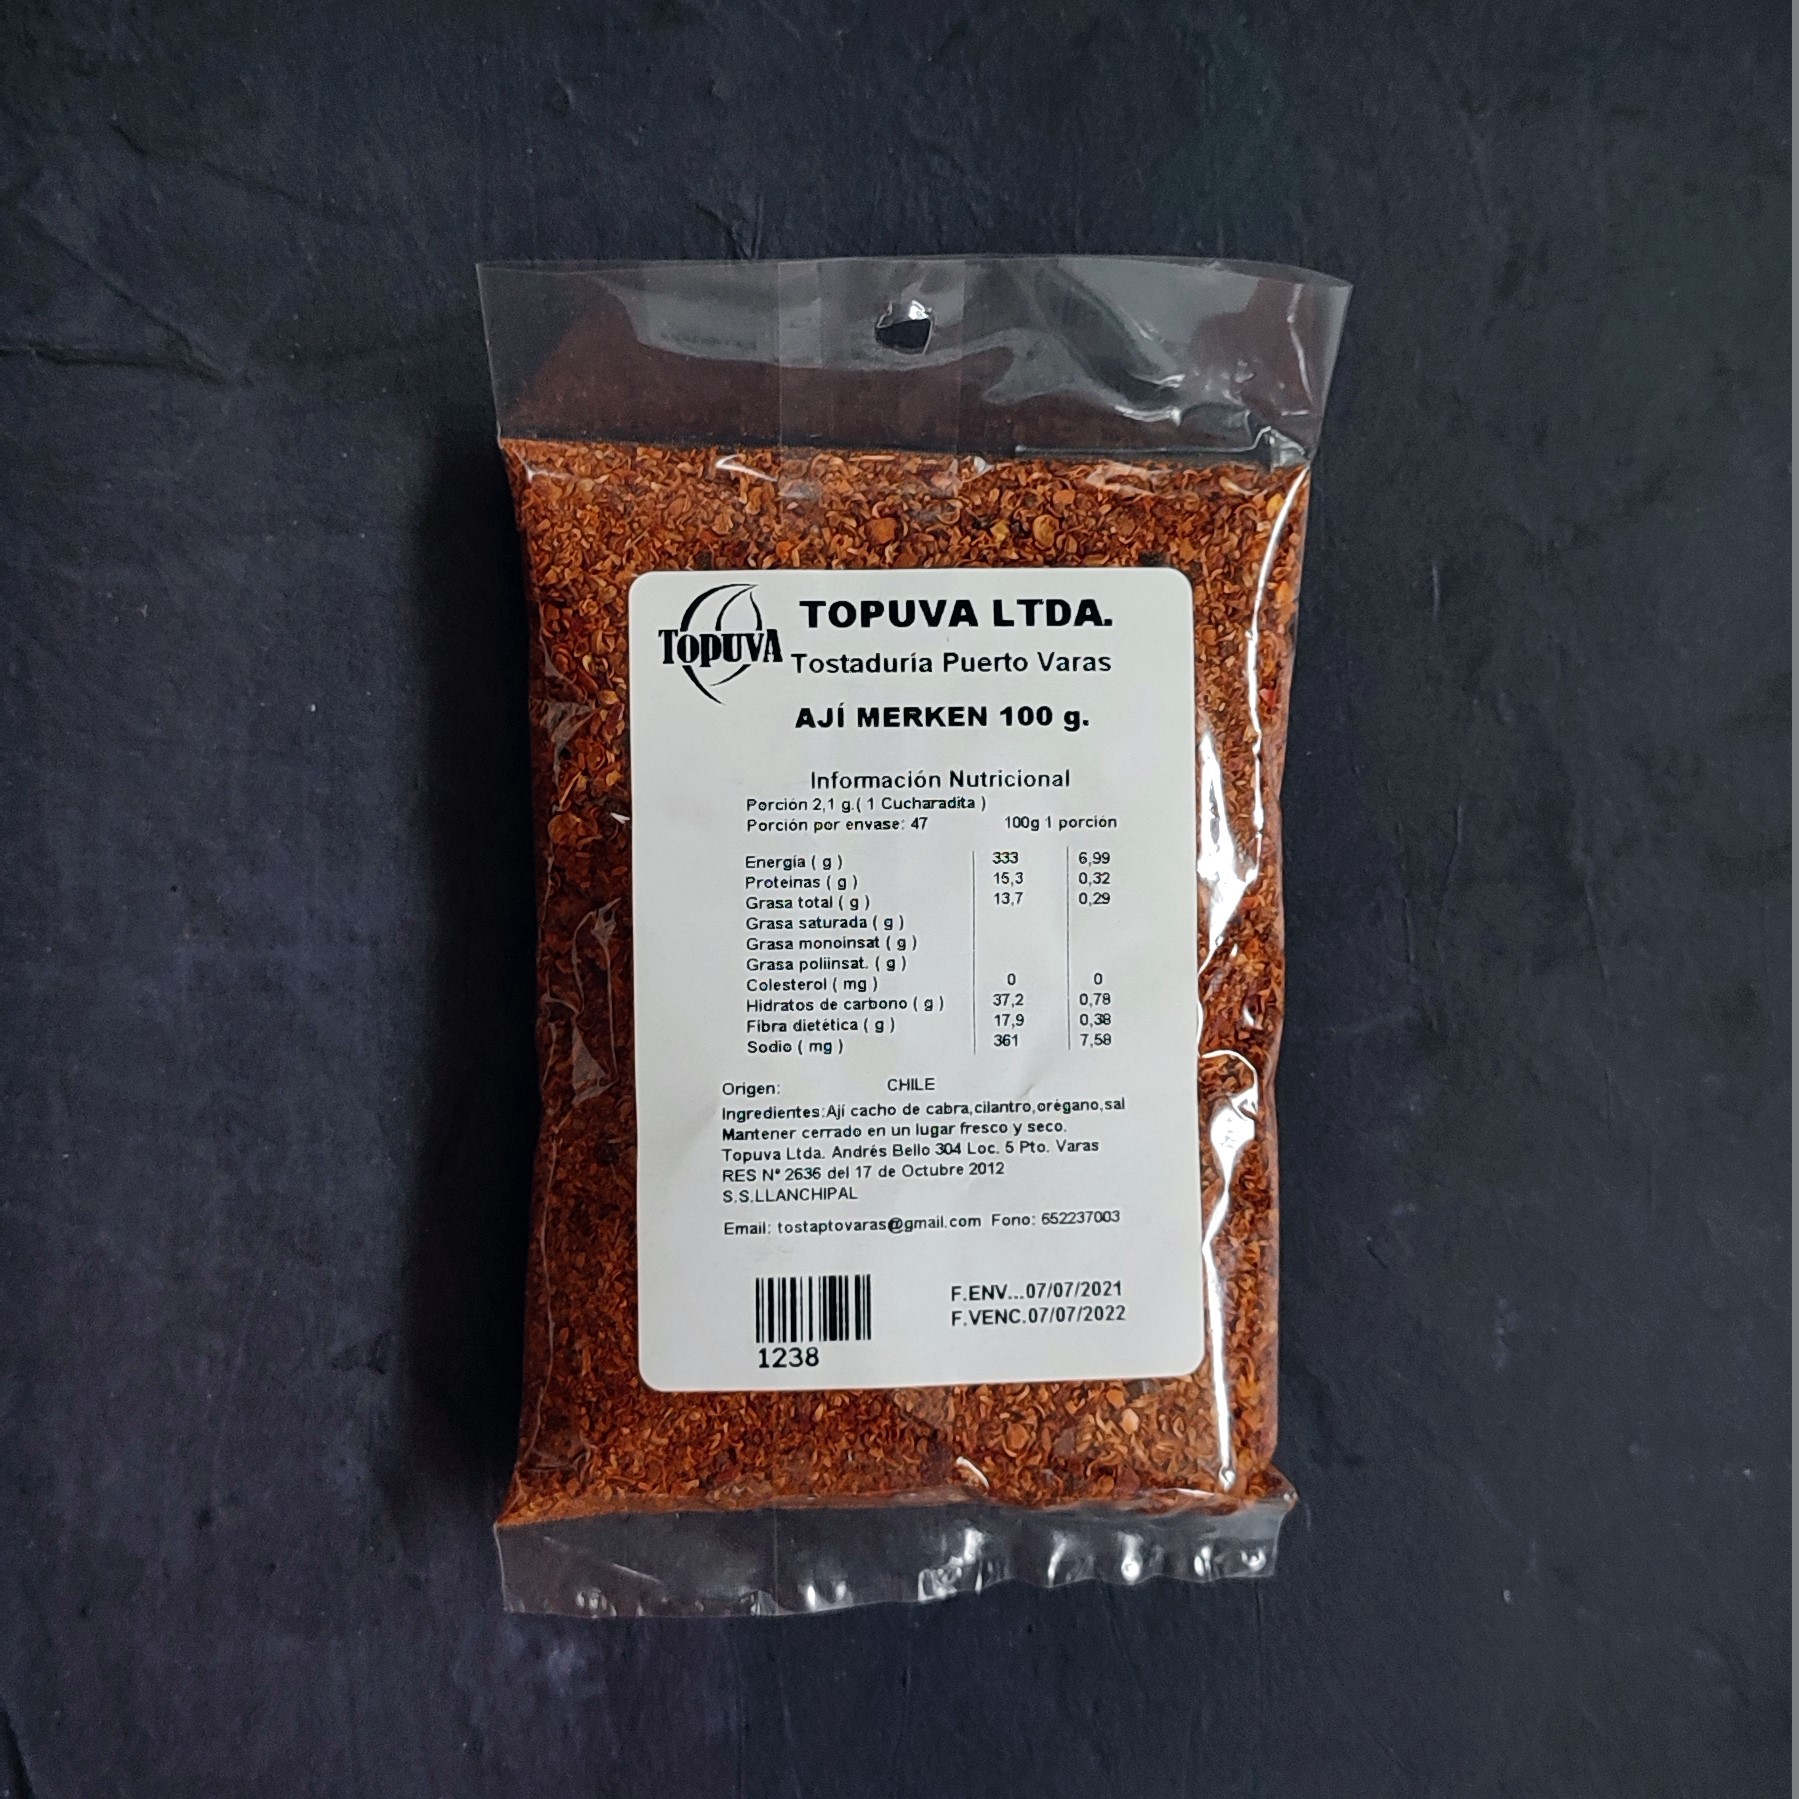 TOPUVA
TOPUVA LTDA.
Tostaduría Puerto Varas
AJÍ MERKEN 100 g.
Información Nutricional
Porción 2,1 g.( 1 Cucharadita )
Porción por envase: 47 100g 1 porción
Energía ( g ) 333 6,99
Proteinas ( g ) 15,3 0,32
Grasa total ( g ) 13,7 0,29
Grasa saturada ( g )
Grasa monoinsat ( g )
Grasa poliinsat. ( g )
Colesterol ( mg ) 0 0
Hidratos de carbono ( g ) 37,2 0,78
Fibra dietética ( g ) 17,9 0,38
Sodio ( mg ) 361 7,58
Origen: CHILE
Ingredientes:Ají cacho de cabra,cilantro,orégano,sal
Mantener cerrado en un lugar fresco y seco.
Topuva Ltda. Andrés Bello 304 Loc. 5 Pto. Varas
RES N° 2636 del 17 de Octubre 2012
S.S.LLANCHIPAL
Email: tostaptovaras@gmail.com Fono: 652237003
F.ENV...07/07/2021
F.VENC.07/07/2022
1238